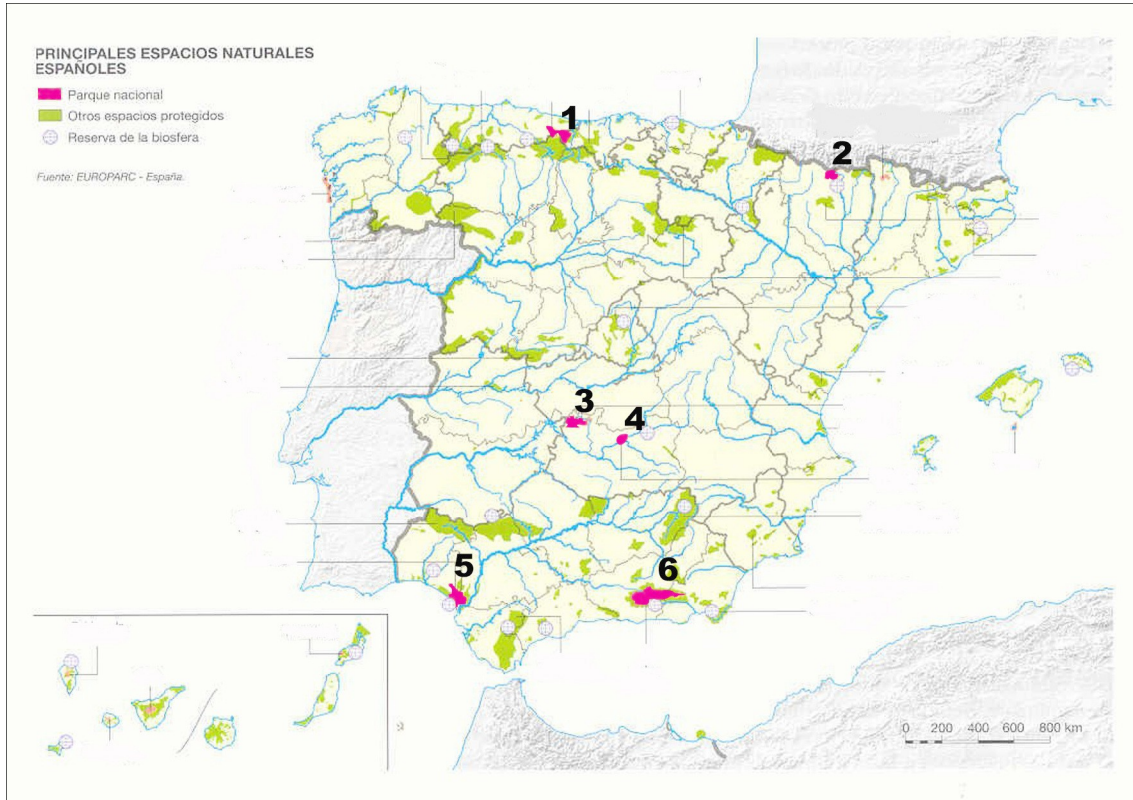 PRINCIPALES ESPACIOS NATURALES
ESPAÑOLES
Parque nacional
Otros espacios protegidos
Reserva de la biosfera
Fuente: EUROPARC - España.
1
2
3
4
5
6
0 200 400 600 800 km